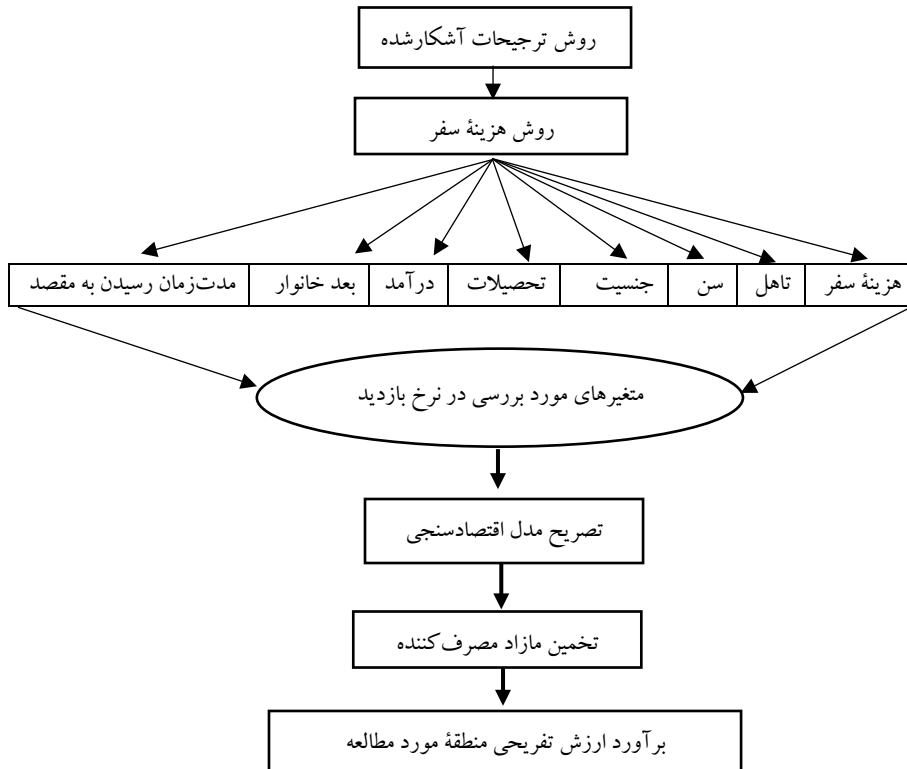 روش ترجیحات آشکارشده
روش هزینهٔ سفر
هزینهٔ سفر
تاهل
سن
جنسیت
تحصیلات
درآمد
بعد خانوار
مدت‌زمان رسیدن به مقصد
متغیرهای مورد بررسی در نرخ بازدید
تصریح مدل اقتصادسنجی
تخمین مازاد مصرف‌کننده
برآورد ارزش تفریحی منطقهٔ مورد مطالعه